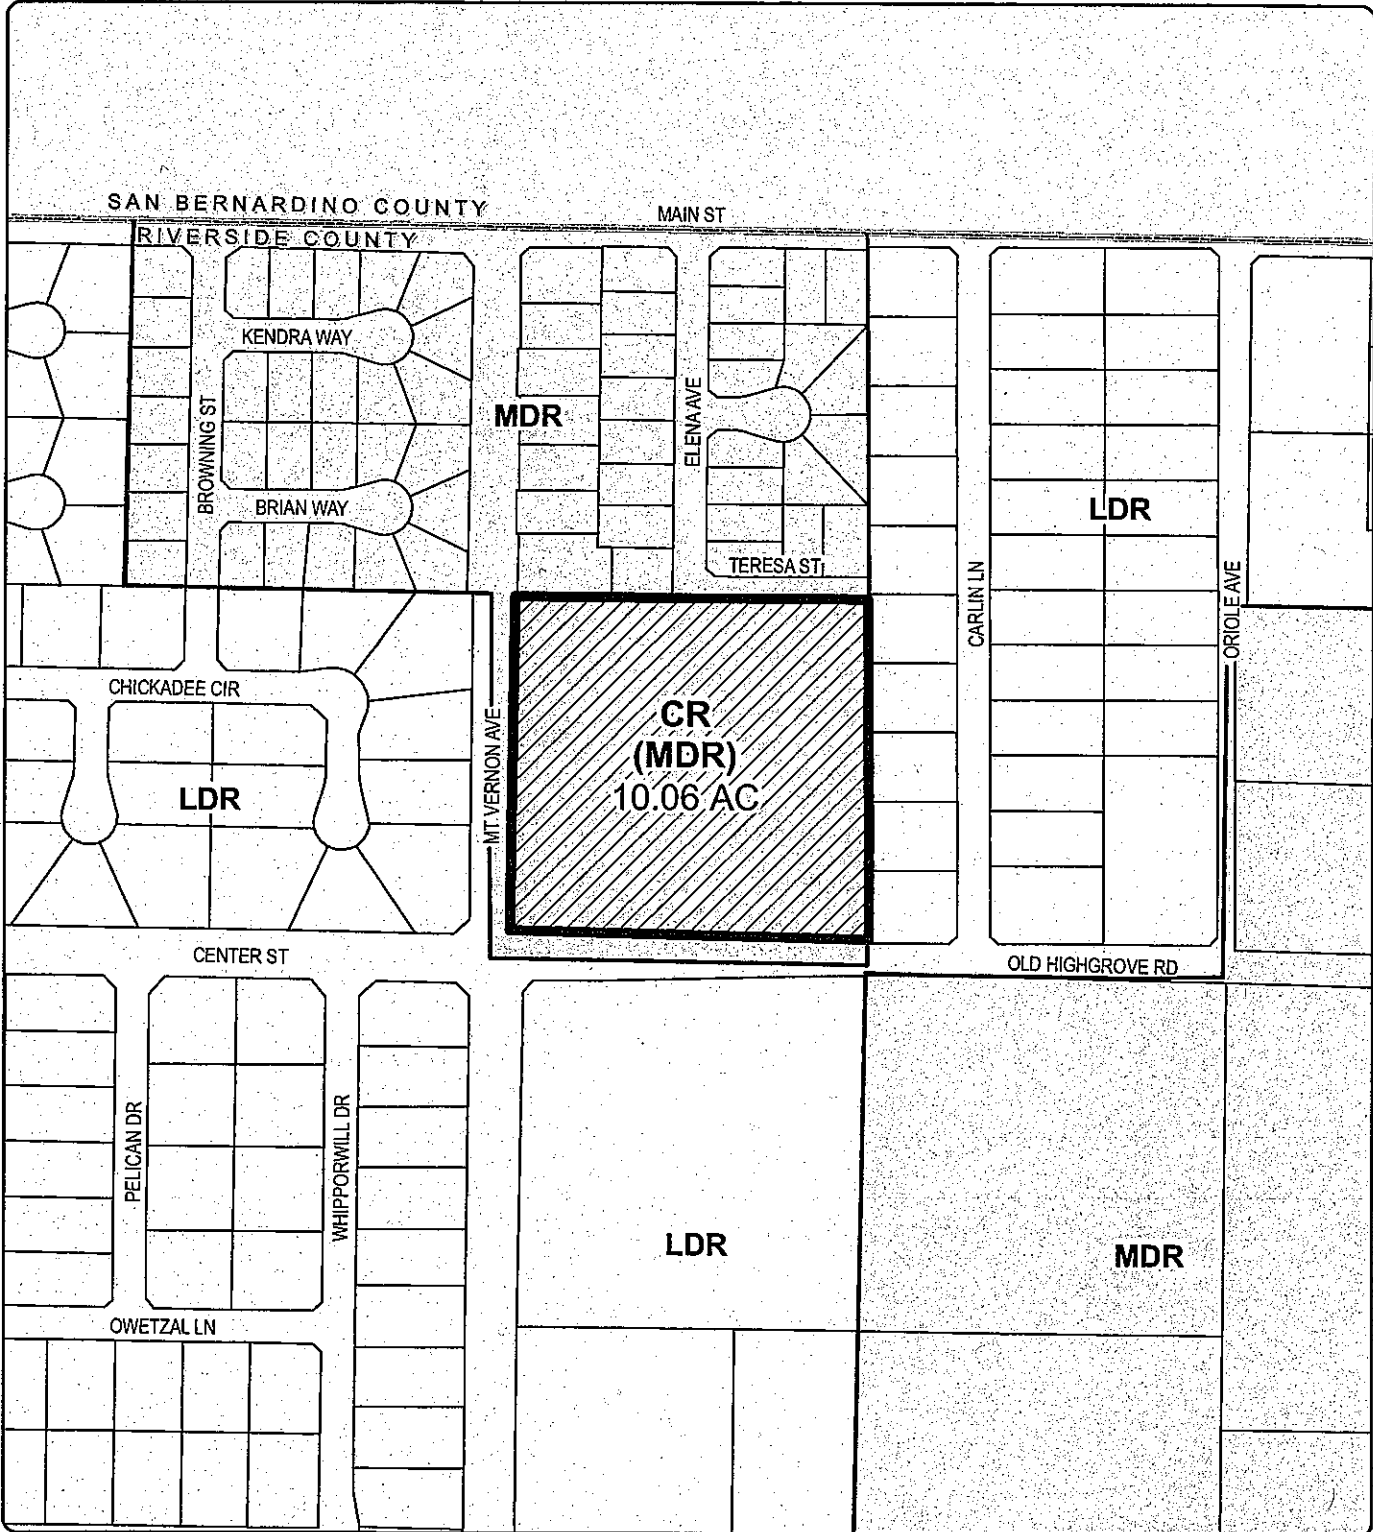 SAN BERNARDINO COUNTY
MAIN ST
RIVERSIDE COUNTY
KENDRA WAY
MDR
BROWNING ST
ELENA AVE
BRIAN WAY
LDR
TERESA ST
CARLIN LN
ORIOLE AVE
CHICKADEE CIR
MT VERNON AVE
CR
(MDR)
10.06 AC
LDR
CENTER ST
OLD HIGHGROVE RD
PELICAN DR
WHIPPORWILL DR
LDR
MDR
OWETZAL LN